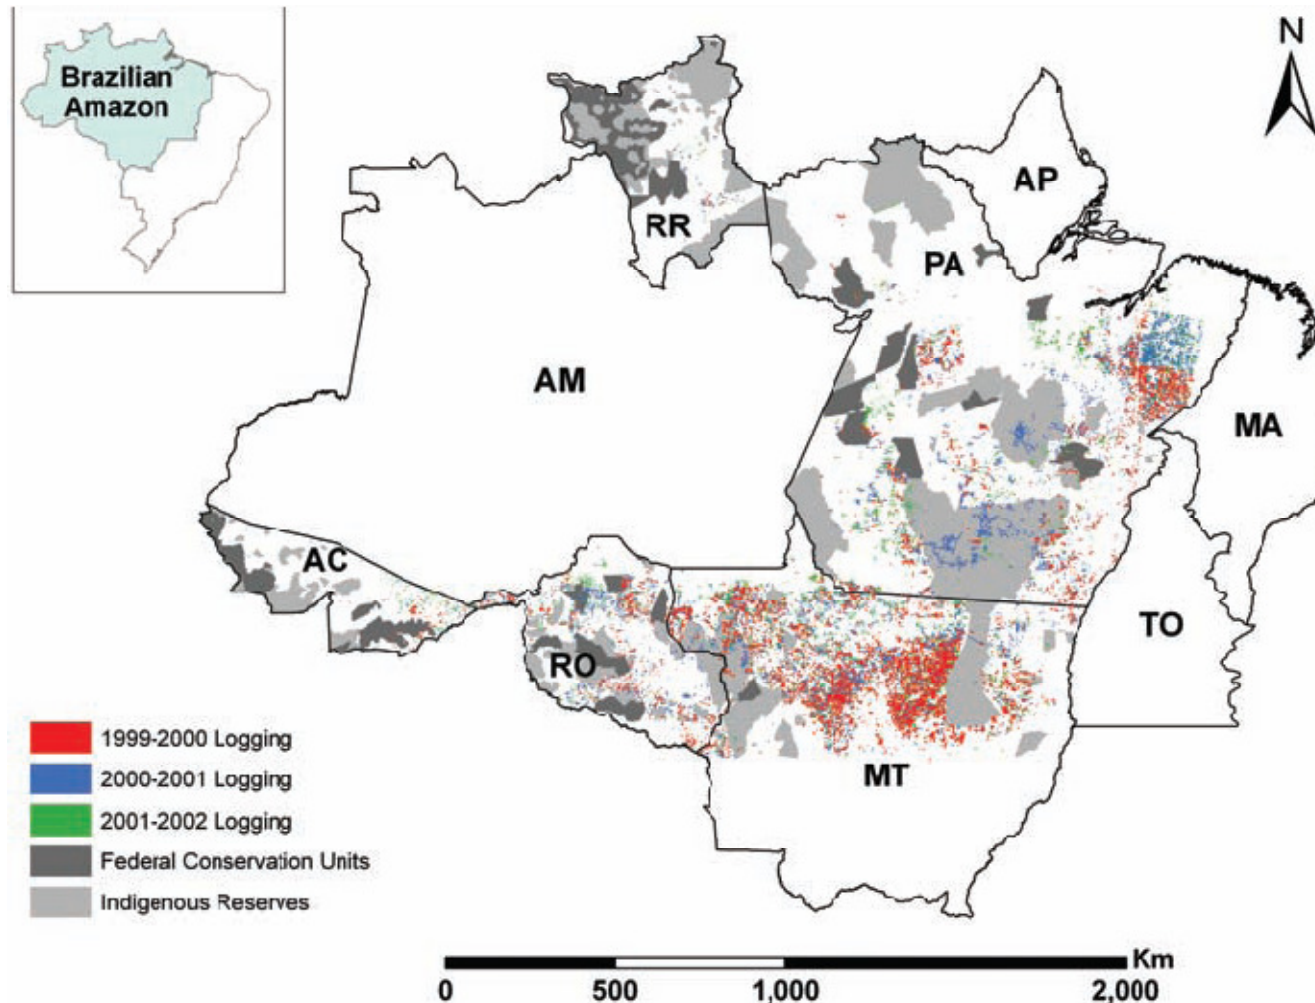 Brazilian
Amazon
N
AP
RR
PA
AM
MA
AC
TO
RO
MT
1999-2000 Logging
2000-2001 Logging
2001-2002 Logging
Federal Conservation Units
Indigenous Reserves
Km
0 500 1,000 2,000